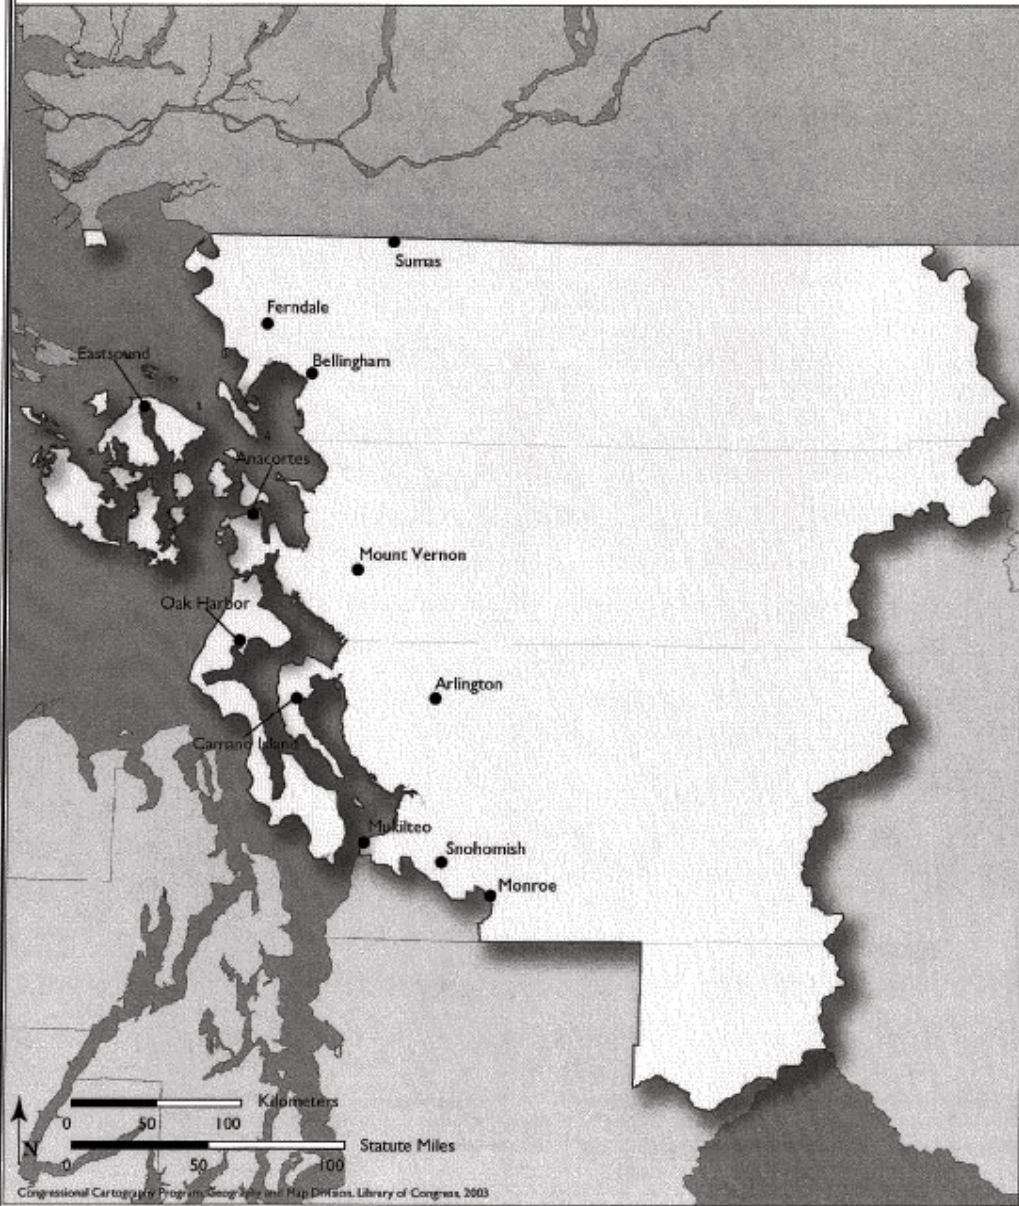 Sumas
Ferndale
Eastsound
Bellingham
Anacortes
Mount Vernon
Oak Harbor
Arlington
Camano Island
Mukilteo
Snohomish
Monroe
Kilometers
0 50 100
Statute Miles
N
0 50 100
Congressional Cartography Program, Geography and Map Division, Library of Congress, 2003